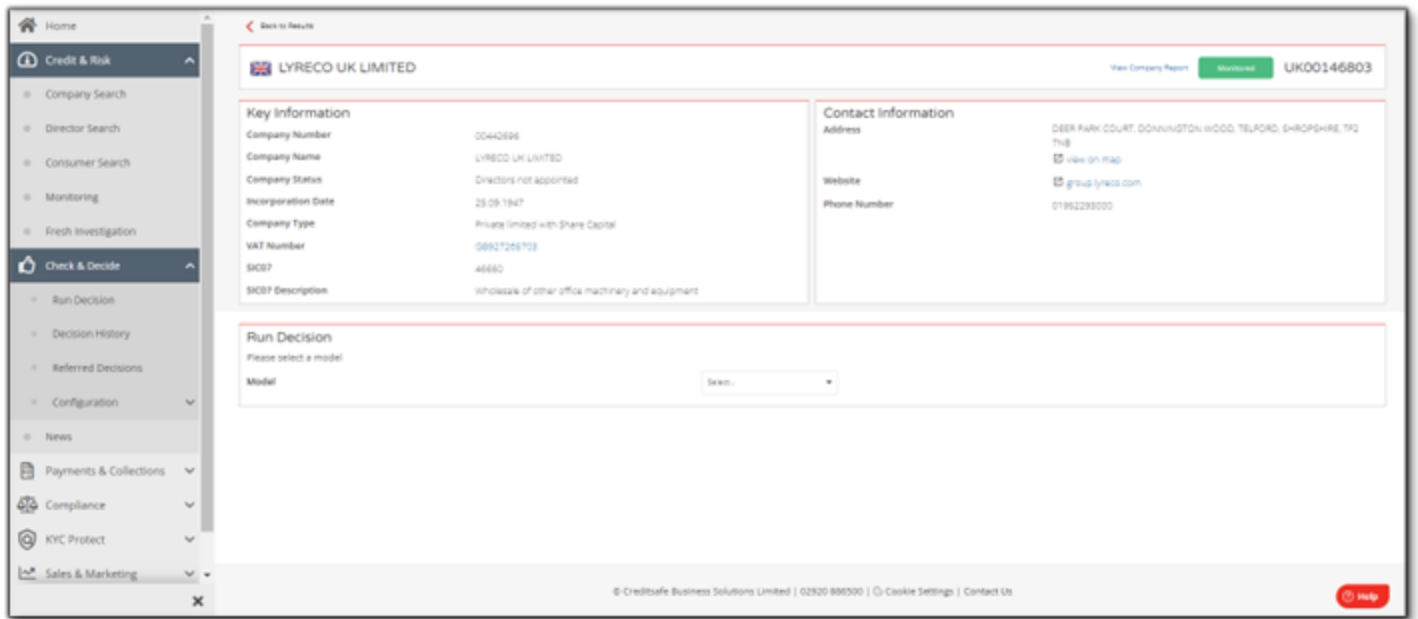 Home
Credit & Risk
Company Search
Director Search
Consumer Search
Monitoring
Fresh Investigation
Check & Decide
Run Decision
Decision History
Referred Decisions
Configuration
News
Payments & Collections
Compliance
KYC Protect
Sales & Marketing
Back to Results
LYRECO UK LIMITED
View Company Report
Monitored
UK00146803
Key Information
Company Number 00442696
Company Name LYRECO UK LIMITED
Company Status Directors not appointed
Incorporation Date 25.09.1947
Company Type Private limited with Share Capital
VAT Number
SIC07 46660
SIC07 Description Wholesale of other office machinery and equipment
Contact Information
Address DEER PARK COURT, DONNINGTON WOOD, TELFORD, SHROPSHIRE, TF2
7NB
view on map
Website group.lyreco.com
Phone Number
Run Decision
Please select a model
Model Select..
© Creditsafe Business Solutions Limited | 02920 886500 | Cookie Settings | Contact Us
Help